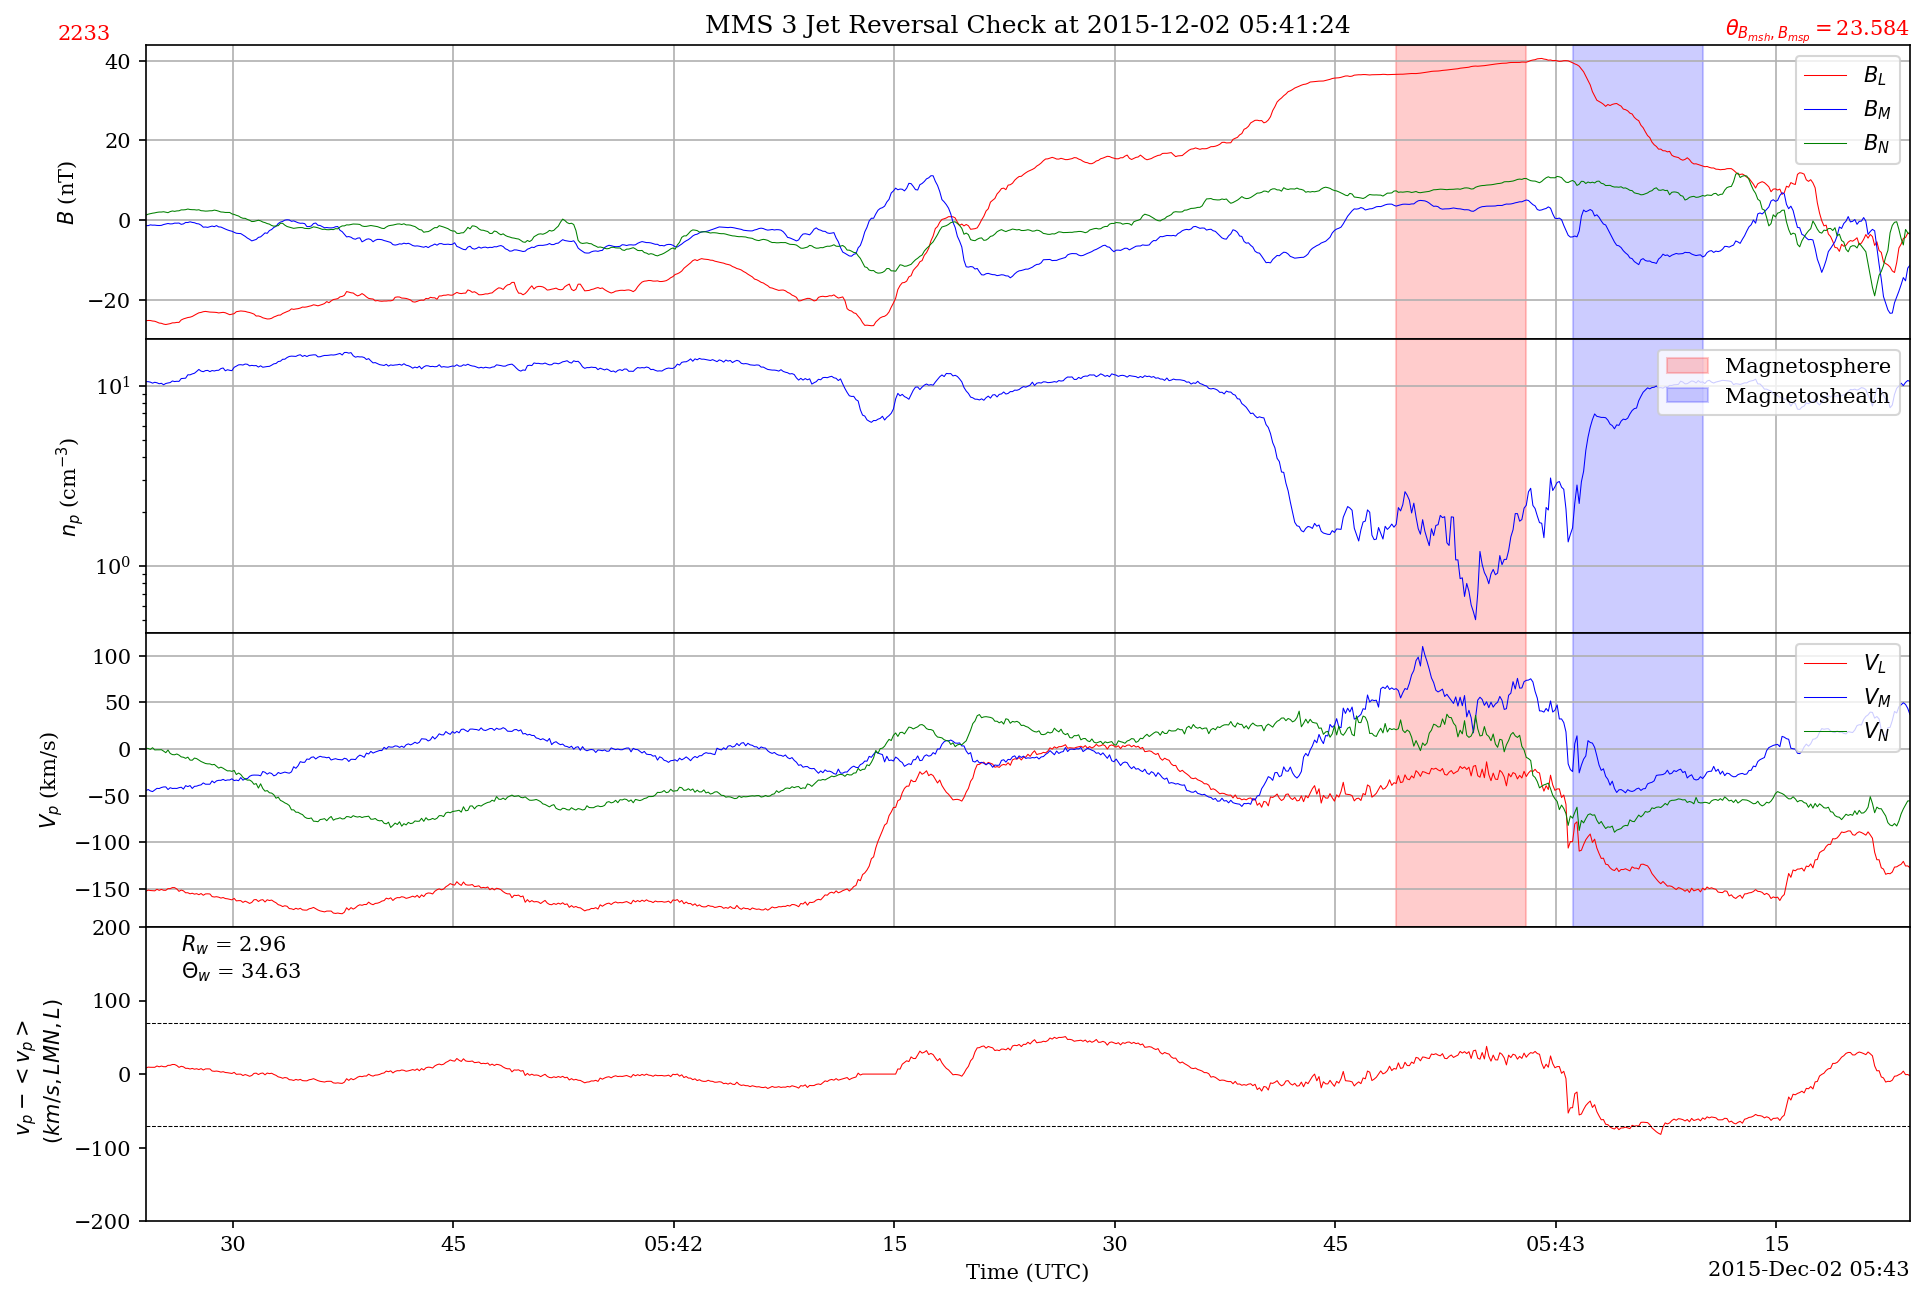 MMS 3 Jet Reversal Check at 2015-12-02 05:41:24
2233
θ_{B_{msh}, B_{msp}} = 23.584
40
20
0
−20
B (nT)
B_L
B_M
B_N
10^1
10^0
n_p (cm^{−3})
Magnetosphere
Magnetosheath
100
50
0
−50
−100
−150
V_p (km/s)
V_L
V_M
V_N
200
100
0
−100
−200
v_p − < v_p >
(km/s, LMN, L)
R_w = 2.96
Θ_w = 34.63
30
45
05:42
15
30
45
05:43
15
Time (UTC)
2015-Dec-02 05:43